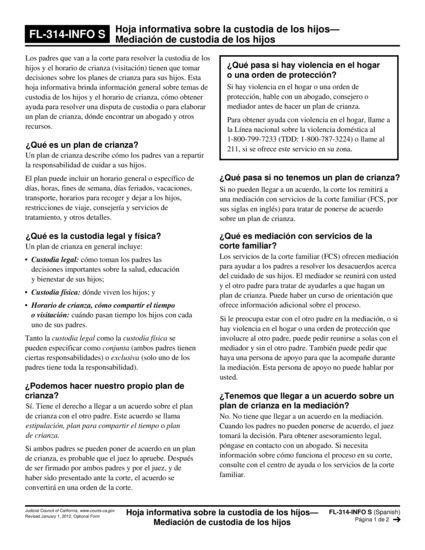 FL-314-INFO S
Hoja informativa sobre la custodia de los hijos—
Mediación de custodia de los hijos
Los padres que van a la corte para resolver la custodia de los
hijos y el horario de crianza (visitación) tienen que tomar
decisiones sobre los planes de crianza para sus hijos. Esta
hoja informativa brinda información general sobre temas de
custodia de los hijos y el horario de crianza, cómo obtener
ayuda para resolver una disputa de custodia o para elaborar
un plan de crianza, dónde encontrar un abogado y otros
recursos.
¿Qué es un plan de crianza?
Un plan de crianza describe cómo los padres van a repartir
la responsabilidad de cuidar a sus hijos.
El plan puede incluir un horario general o específico de
días, horas, fines de semana, días feriados, vacaciones,
transporte, horarios para recoger y dejar a los hijos,
restricciones de viaje, consejería y servicios de
tratamiento, y otros detalles.
¿Qué es la custodia legal y física?
Un plan de crianza en general incluye:
• Custodia legal: cómo toman los padres las
decisiones importantes sobre la salud, educación
y bienestar de sus hijos;
• Custodia física: dónde viven los hijos; y
• Horario de crianza, cómo compartir el tiempo
o visitación: cuándo pasan tiempo los hijos con cada
uno de sus padres.
Tanto la custodia legal como la custodia física se
pueden especificar como conjunta (ambos padres tienen
ciertas responsabilidades) o exclusiva (solo uno de los
padres tiene toda la responsabilidad).
¿Podemos hacer nuestro propio plan de
crianza?
Sí. Tiene el derecho a llegar a un acuerdo sobre el plan
de crianza con el otro padre. Este acuerdo se llama
estipulación, plan para compartir el tiempo o plan
de crianza.
Si ambos padres se pueden poner de acuerdo en un plan
de crianza, es probable que el juez lo apruebe. Después
de ser firmado por ambos padres y por el juez, y de
haber sido presentado ante la corte, el acuerdo se
convertirá en una orden de la corte.
¿Qué pasa si hay violencia en el hogar
o una orden de protección?
Si hay violencia en el hogar o una orden de
protección, hable con un abogado, consejero o
mediador antes de hacer un plan de crianza.
Para obtener ayuda con violencia en el hogar, llame a
la Línea nacional sobre la violencia doméstica al
1-800-799-7233 (TDD: 1-800-787-3224) o llame al
211, si se ofrece este servicio en su zona.
¿Qué pasa si no tenemos un plan de crianza?
Si no pueden llegar a un acuerdo, la corte los remitirá a
una mediación con servicios de la corte familiar (FCS, por
sus siglas en inglés) para tratar de ponerse de acuerdo
sobre un plan de crianza.
¿Qué es mediación con servicios de la
corte familiar?
Los servicios de la corte familiar (FCS) ofrecen mediación
para ayudar a los padres a resolver los desacuerdos acerca
del cuidado de sus hijos. El mediador se reunirá con usted
y el otro padre para tratar de ayudarles a que hagan un
plan de crianza. Puede haber un curso de orientación que
ofrece información adicional sobre el proceso.
Si le preocupa estar con el otro padre en la mediación, o si
hay violencia en el hogar o una orden de protección que
involucre al otro padre, puede pedir reunirse a solas con el
mediador y sin el otro padre. También puede pedir que
haya una persona de apoyo para que la acompañe durante
la mediación. Esta persona de apoyo no puede hablar por
usted.
¿Tenemos que llegar a un acuerdo sobre un
plan de crianza en la mediación?
No. No tiene que llegar a un acuerdo en la mediación.
Cuando los padres no pueden ponerse de acuerdo, el juez
tomará la decisión. Para obtener asesoramiento legal,
póngase en contacto con un abogado. Si necesita
información sobre cómo funciona el proceso en su corte,
consulte con el centro de ayuda o los servicios de la corte
familiar.
Judicial Council of California, www.courts.ca.gov
Revised January 1, 2012, Optional Form
Hoja informativa sobre la custodia de los hijos—
Mediación de custodia de los hijos
FL-314-INFO S (Spanish)
Página 1 de 2 →